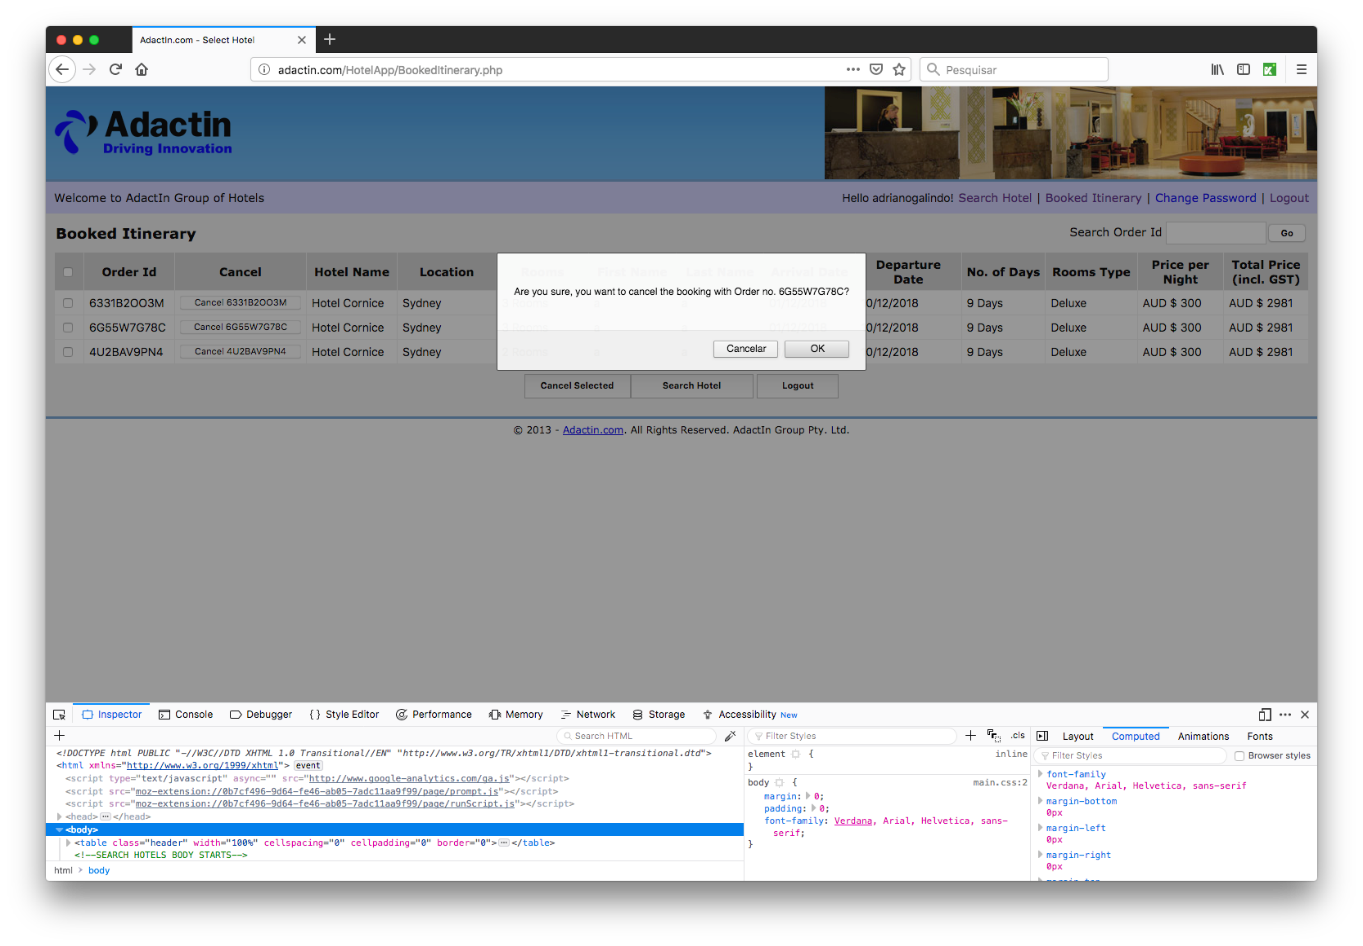 AdactIn.com - Select Hotel
adactin.com/HotelApp/BookedItinerary.php
Pesquisar
Adactin
Driving Innovation
Welcome to AdactIn Group of Hotels
Hello adrianogalindo! Search Hotel | Booked Itinerary | Change Password | Logout
Booked Itinerary
Search Order Id Go
Order Id Cancel Hotel Name Location Departure Date No. of Days Rooms Type Price per Night Total Price (incl. GST)
6331B2OO3M Cancel 6331B2OO3M Hotel Cornice Sydney 0/12/2018 9 Days Deluxe AUD $ 300 AUD $ 2981
6G55W7G78C Cancel 6G55W7G78C Hotel Cornice Sydney 0/12/2018 9 Days Deluxe AUD $ 300 AUD $ 2981
4U2BAV9PN4 Cancel 4U2BAV9PN4 Hotel Cornice Sydney 0/12/2018 9 Days Deluxe AUD $ 300 AUD $ 2981
Are you sure, you want to cancel the booking with Order no. 6G55W7G78C?
Cancelar OK
Cancel Selected Search Hotel Logout
© 2013 - Adactin.com. All Rights Reserved. AdactIn Group Pty. Ltd.
Inspector Console Debugger { } Style Editor Performance Memory Network Storage Accessibility New
+ Search HTML
<!DOCTYPE html PUBLIC "-//W3C//DTD XHTML 1.0 Transitional//EN" "http://www.w3.org/TR/xhtml1/DTD/xhtml1-transitional.dtd">
<html xmlns="http://www.w3.org/1999/xhtml"> event
<script type="text/javascript" async="" src="http://www.google-analytics.com/ga.js"></script>
<script src="moz-extension://0b7cf496-9d64-fe46-ab05-7adc11aa9f99/page/prompt.js"></script>
<script src="moz-extension://0b7cf496-9d64-fe46-ab05-7adc11aa9f99/page/runScript.js"></script>
<head> </head>
<body>
<table class="header" width="100%" cellspacing="0" cellpadding="0" border="0"> </table>
<!--SEARCH HOTELS BODY STARTS-->
html > body
Filter Styles + .cls
element { inline
}
body { main.css:2
margin: 0;
padding: 0;
font-family: Verdana, Arial, Helvetica, sans-
serif;
}
Layout Computed Animations Fonts
Filter Styles Browser styles
font-family
Verdana, Arial, Helvetica, sans-serif
margin-bottom
0px
margin-left
0px
margin-right
0px